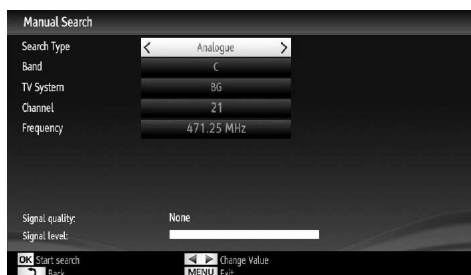 Manual Search
Search Type < Analogue >
Band C
TV System BG
Channel 21
Frequency 471.25 MHz
Signal quality: None
Signal level:
OK Start search ◀ ▶ Change Value
Back MENU Exit